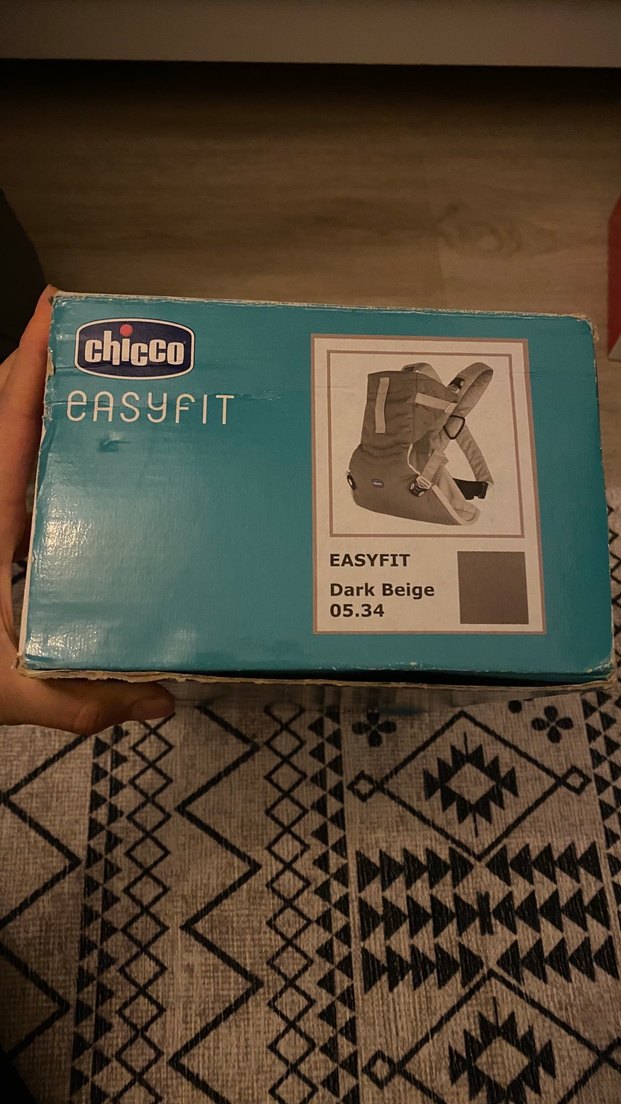 chicco
EASYFIT
EASYFIT
Dark Beige
05.34